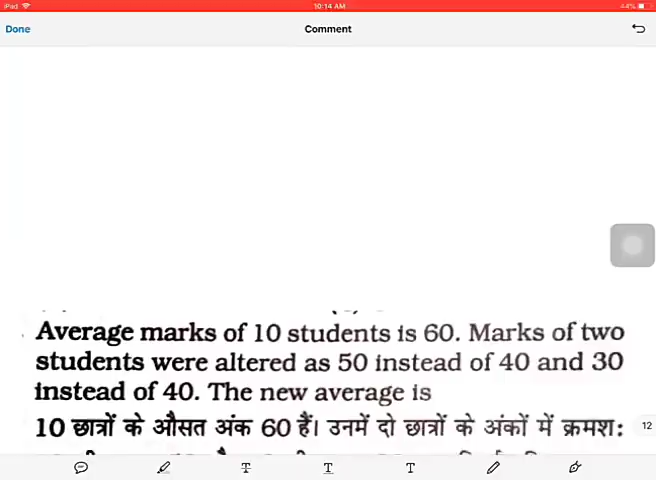 iPad
10:14 AM
44%
Done
Comment
Average marks of 10 students is 60. Marks of two
students were altered as 50 instead of 40 and 30
instead of 40. The new average is
10 छात्रों के औसत अंक 60 हैं। उनमें दो छात्रों के अंकों में क्रमश:
12
T
T
T